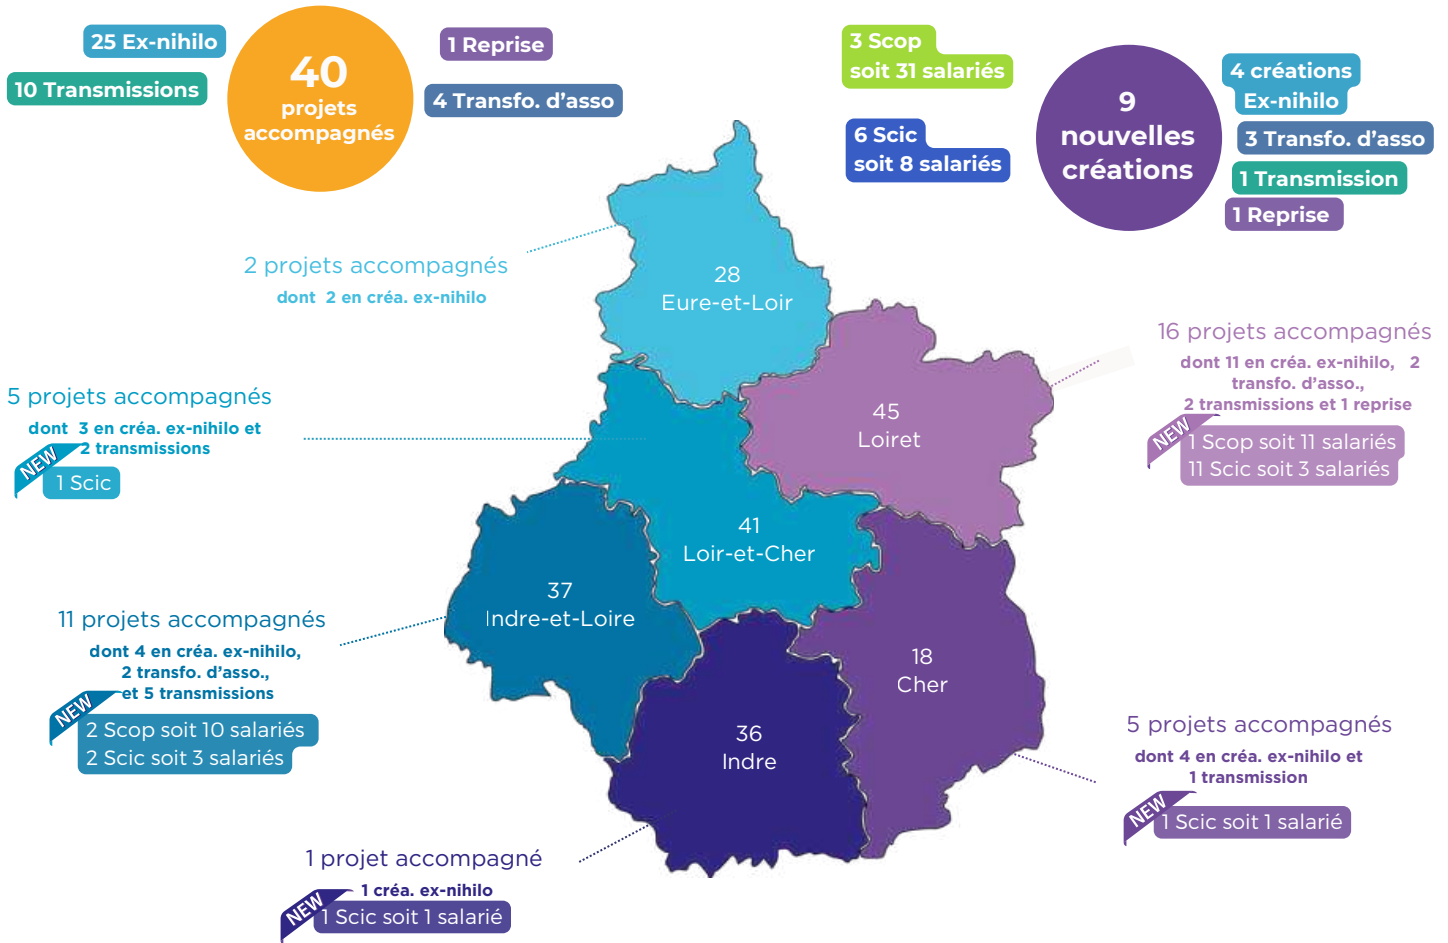 25 Ex-nihilo
10 Transmissions
40
projets
accompagnés
1 Reprise
4 Transfo. d'asso
3 Scop
soit 31 salariés
6 Scic
soit 8 salariés
9
nouvelles
créations
4 créations
Ex-nihilo
3 Transfo. d'asso
1 Transmission
1 Reprise
2 projets accompagnés
dont 2 en créa. ex-nihilo
28
Eure-et-Loir
16 projets accompagnés
dont 11 en créa. ex-nihilo, 2
transfo. d'asso.,
2 transmissions et 1 reprise
NEW
1 Scop soit 11 salariés
11 Scic soit 3 salariés
45
Loiret
5 projets accompagnés
dont 3 en créa. ex-nihilo et
2 transmissions
NEW
1 Scic
41
Loir-et-Cher
37
Indre-et-Loire
11 projets accompagnés
dont 4 en créa. ex-nihilo,
2 transfo. d'asso.,
et 5 transmissions
NEW
2 Scop soit 10 salariés
2 Scic soit 3 salariés
18
Cher
36
Indre
5 projets accompagnés
dont 4 en créa. ex-nihilo et
1 transmission
NEW
1 Scic soit 1 salarié
1 projet accompagné
1 créa. ex-nihilo
NEW
1 Scic soit 1 salarié